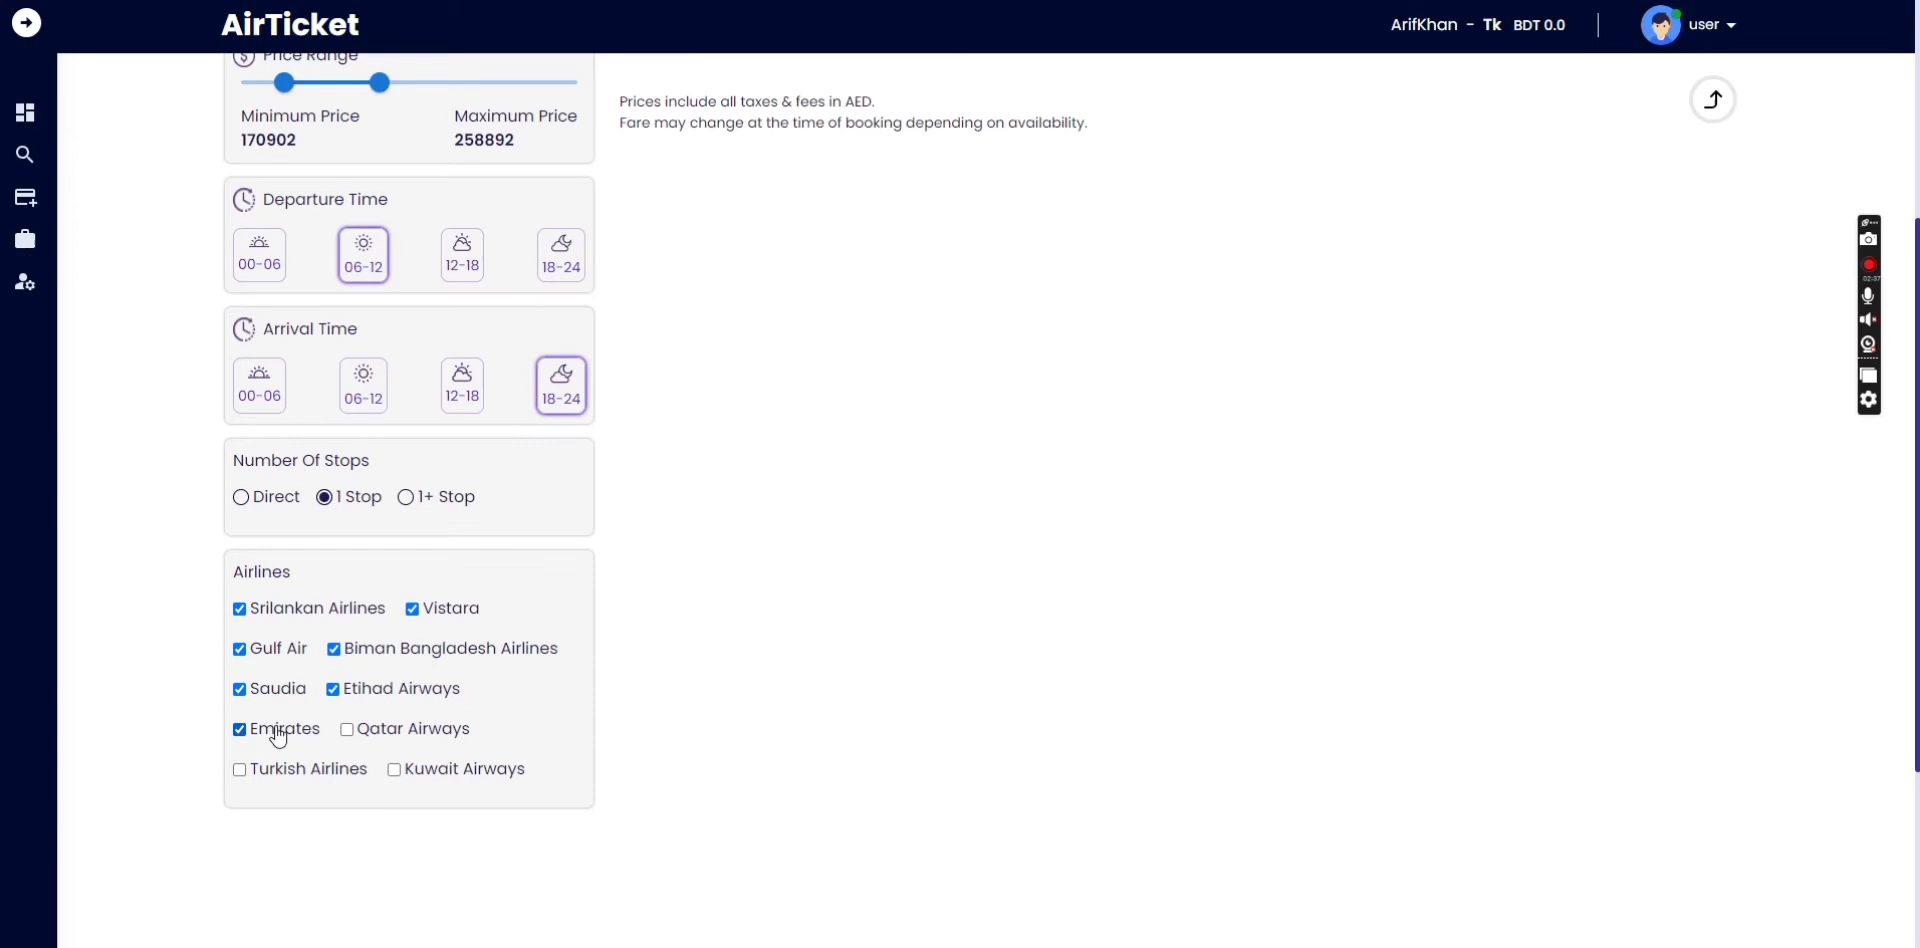 AirTicket
ArifKhan - Tk BDT 0.0
user
Price Range
Minimum Price Maximum Price
170902 258892
Prices include all taxes & fees in AED.
Fare may change at the time of booking depending on availability.
Departure Time
00-06 06-12 12-18 18-24
Arrival Time
00-06 06-12 12-18 18-24
Number Of Stops
Direct 1 Stop 1+ Stop
Airlines
Srilankan Airlines Vistara
Gulf Air Biman Bangladesh Airlines
Saudia Etihad Airways
Emirates Qatar Airways
Turkish Airlines Kuwait Airways
02:37